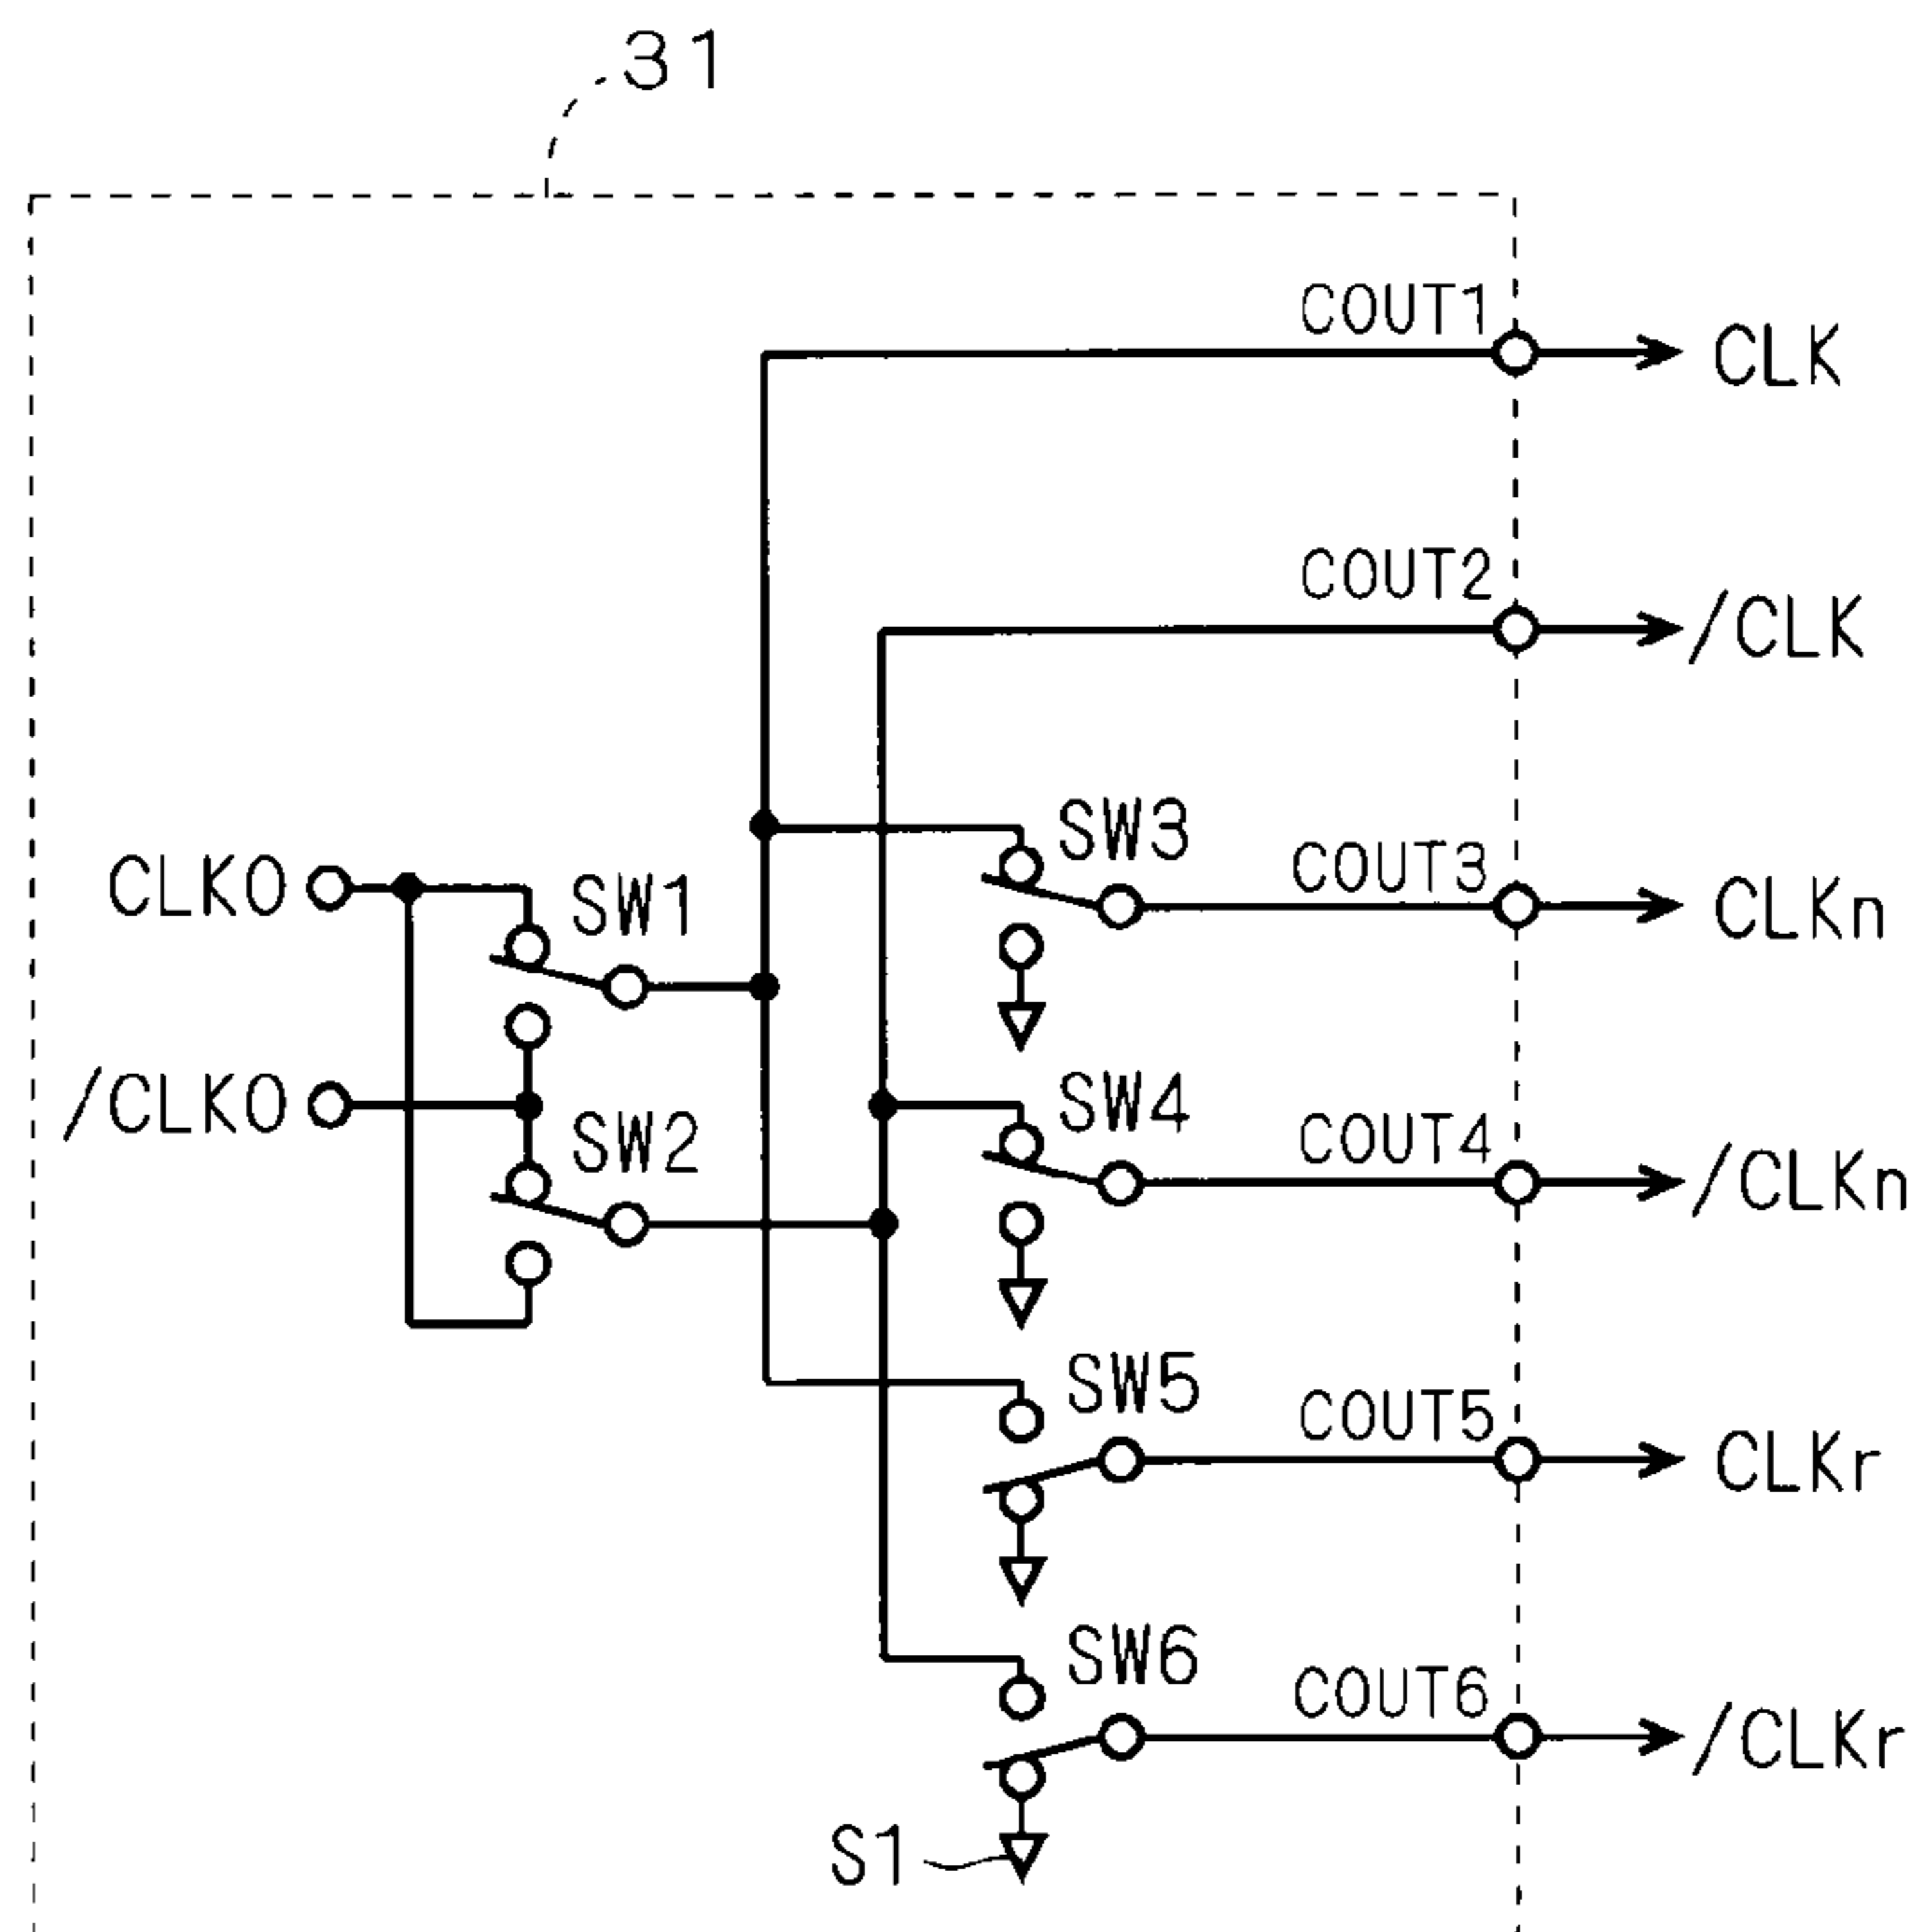 31
COUT1
CLK
COUT2
/CLK
SW3
COUT3
CLKn
CLK0
SW1
/CLK0
SW2
SW4
COUT4
/CLKn
SW5
COUT5
CLKr
SW6
COUT6
/CLKr
S1